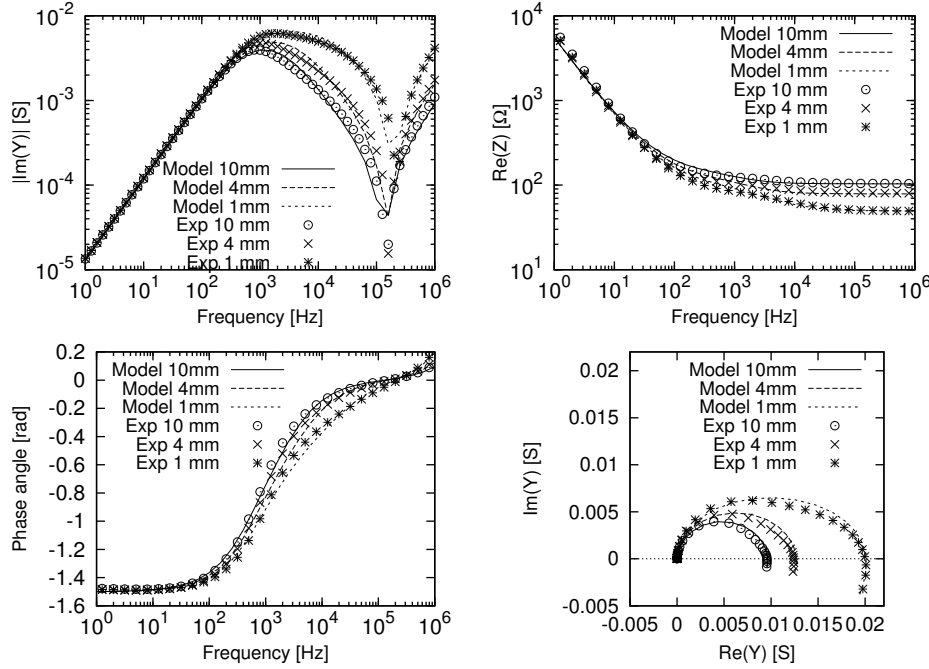 10^-2
10^-3
10^-4
10^-5
|Im(Y)| [S]
Model 10mm
Model 4mm
Model 1mm
Exp 10 mm
Exp 4 mm
Exp 1 mm
10^0 10^1 10^2 10^3 10^4 10^5 10^6
Frequency [Hz]
10^4
10^3
10^2
10^1
Re(Z) [Ω]
Model 10mm
Model 4mm
Model 1mm
Exp 10 mm
Exp 4 mm
Exp 1 mm
10^0 10^1 10^2 10^3 10^4 10^5 10^6
Frequency [Hz]
0.2
0
-0.2
-0.4
-0.6
-0.8
-1
-1.2
-1.4
-1.6
Phase angle [rad]
Model 10mm
Model 4mm
Model 1mm
Exp 10 mm
Exp 4 mm
Exp 1 mm
10^0 10^1 10^2 10^3 10^4 10^5 10^6
Frequency [Hz]
0.02
0.015
0.01
0.005
0
-0.005
Im(Y) [S]
Model 10mm
Model 4mm
Model 1mm
Exp 10 mm
Exp 4 mm
Exp 1 mm
-0.005 0 0.005 0.01 0.015 0.02
Re(Y) [S]